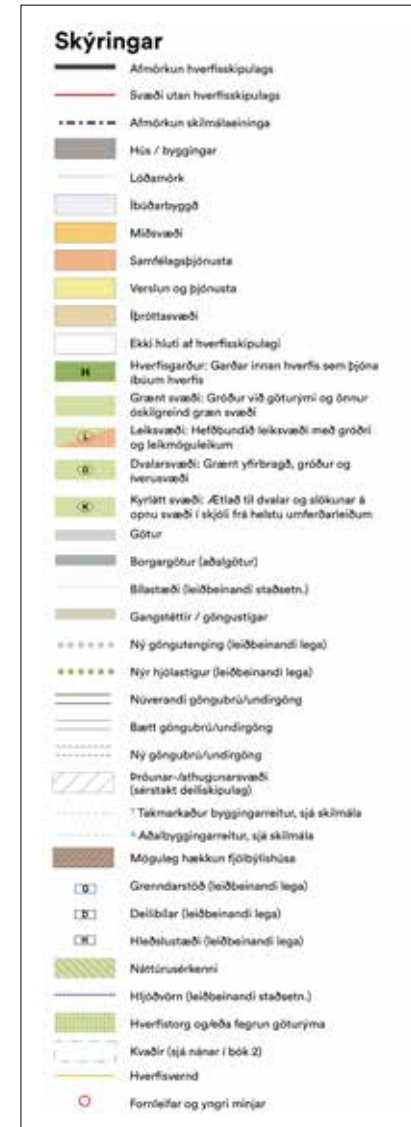 Skýringar
Afmörkun hverfisskipulags
Svæði utan hverfisskipulags
Afmörkun skilmálaeininga
Hús / byggingar
Lóðamörk
Íbúðarbyggð
Miðsvæði
Samfélagsþjónusta
Verslun og þjónusta
Íþróttasvæði
Ekki hluti af hverfisskipulagi
H Hverfisgarður: Garðar innan hverfis sem þjóna
íbúum hverfis
Grænt svæði: Gróður við göturými og önnur
óskilgreind græn svæði
L Leiksvæði: Hefðbundið leiksvæði með gróðri
og leikmöguleikum
D Dvalarsvæði: Grænt yfirbragð, gróður og
íverusvæði
K Kyrlátt svæði: Ætlað til dvalar og slökunar á
opnu svæði í skjóli frá helstu umferðarleiðum
Götur
Borgargötur (aðalgötur)
Bílastæði (leiðbeinandi staðsetn.)
Gangstéttir / göngustígar
Ný göngutenging (leiðbeinandi lega)
Nýr hjólastígur (leiðbeinandi lega)
Núverandi göngubrú/undirgöng
Bætt göngubrú/undirgöng
Ný göngubrú/undirgöng
Þróunar-/athugunarsvæði
(sérstakt deiliskipulag)
Takmarkaður byggingarreitur, sjá skilmála
Aðalbyggingarreitur, sjá skilmála
Möguleg hækkun fjölbýlishúsa
G Grenndarstöð (leiðbeinandi lega)
D Deilibílar (leiðbeinandi lega)
H Hleðslustæði (leiðbeinandi lega)
Náttúrusérkenni
Hljóðvörn (leiðbeinandi staðsetn.)
Hverfistorg og/eða fegrun göturýma
Kvaðir (sjá nánar í bók 2)
Hverfisvernd
Fornleifar og yngri minjar